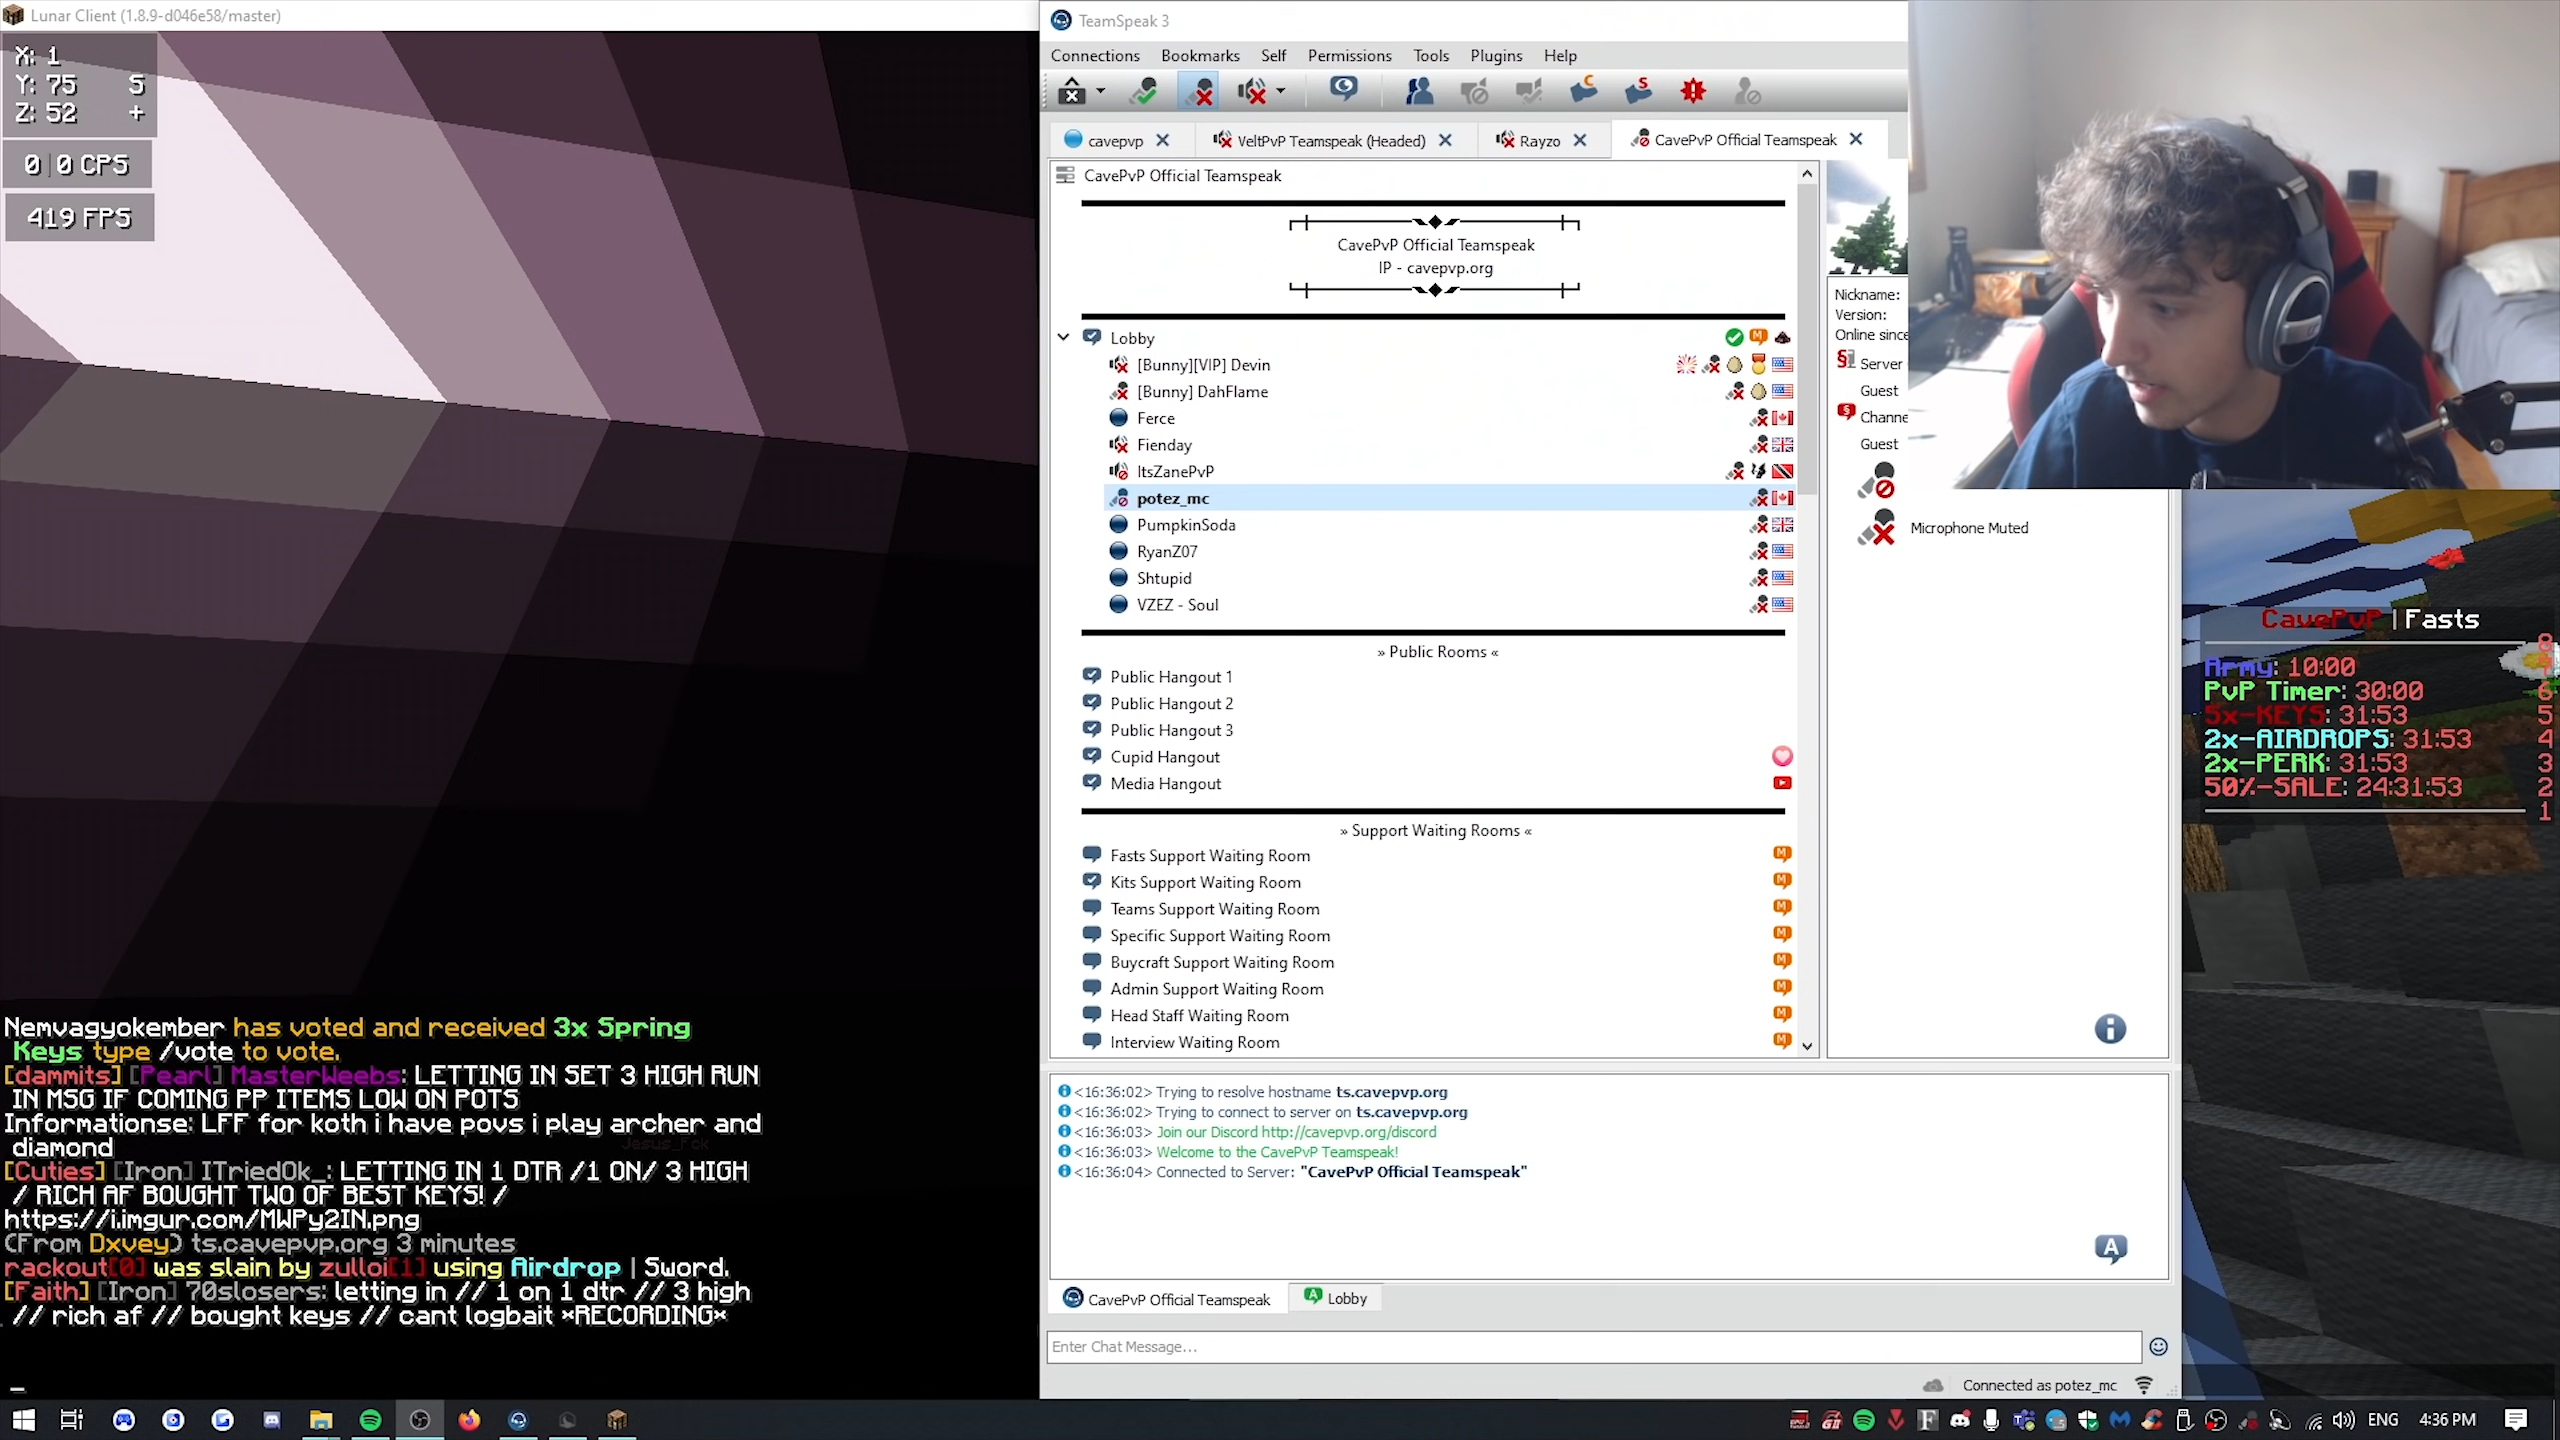 Lunar Client (1.8.9-d046e58/master)
X: 1
Y: 75 S
Z: 52 +
0 | 0 CPS
419 FPS
TeamSpeak 3
Connections Bookmarks Self Permissions Tools Plugins Help
cavepvp VeltPvP Teamspeak (Headed) Rayzo CavePvP Official Teamspeak
CavePvP Official Teamspeak
CavePvP Official Teamspeak
IP - cavepvp.org
Lobby
[Bunny][VIP] Devin
[Bunny] DahFlame
Ferce
Fienday
ItsZanePvP
potez_mc
PumpkinSoda
RyanZ07
Shtupid
VZEZ - Soul
» Public Rooms «
Public Hangout 1
Public Hangout 2
Public Hangout 3
Cupid Hangout
Media Hangout
» Support Waiting Rooms «
Fasts Support Waiting Room
Kits Support Waiting Room
Teams Support Waiting Room
Specific Support Waiting Room
Buycraft Support Waiting Room
Admin Support Waiting Room
Head Staff Waiting Room
Interview Waiting Room
Nickname:
Version:
Online since
Server
Guest
Channe
Guest
Microphone Muted
CavePvP | Fasts
Army: 10:00
PvP Timer: 30:00 6
5x-KEYS: 31:53 5
2x-AIRDROPS: 31:53 4
2x-PERK: 31:53 3
50%-SALE: 24:31:53 2
1
Nemvagyokember has voted and received 3x Spring
Keys type /vote to vote.
[dammits] [Pearl] MasterWeebs: LETTING IN SET 3 HIGH RUN
IN MSG IF COMING PP ITEMS LOW ON POTS
Informationse: LFF for koth i have povs i play archer and
diamond
[Cuties] [Iron] ITriedOk_: LETTING IN 1 DTR /1 ON/ 3 HIGH
/ RICH AF BOUGHT TWO OF BEST KEYS! /
https://i.imgur.com/MWPy2IN.png
(From Dxvey) ts.cavepvp.org 3 minutes
rackout[0] was slain by zulloi[1] using Airdrop | Sword.
[Faith] [Iron] 70slosers: letting in // 1 on 1 dtr // 3 high
// rich af // bought keys // cant logbait *RECORDING*
_
<16:36:02> Trying to resolve hostname ts.cavepvp.org
<16:36:02> Trying to connect to server on ts.cavepvp.org
<16:36:03> Join our Discord http://cavepvp.org/discord
<16:36:03> Welcome to the CavePvP Teamspeak!
<16:36:04> Connected to Server: "CavePvP Official Teamspeak"
CavePvP Official Teamspeak Lobby
Enter Chat Message...
Connected as potez_mc
ENG 4:36 PM